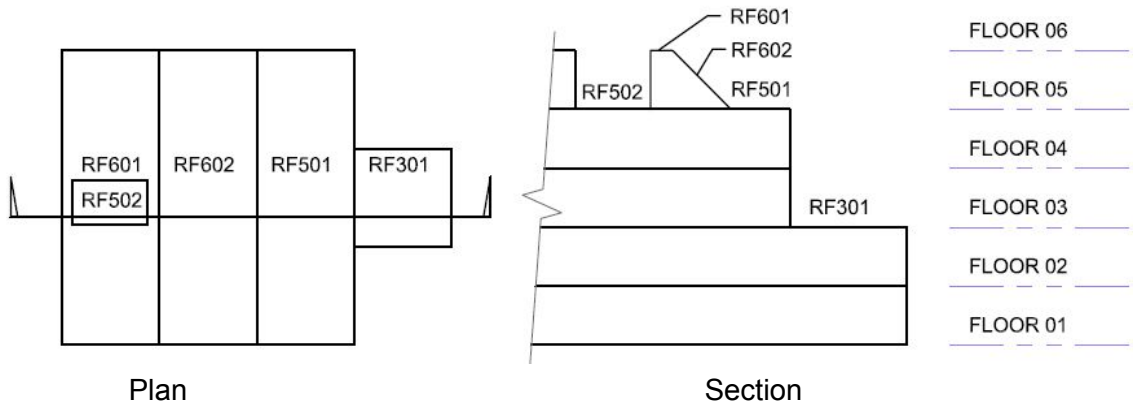 RF601
RF602
RF501
RF301
RF502
Plan
RF601
RF602
RF502
RF501
RF301
Section
FLOOR 06
FLOOR 05
FLOOR 04
FLOOR 03
FLOOR 02
FLOOR 01